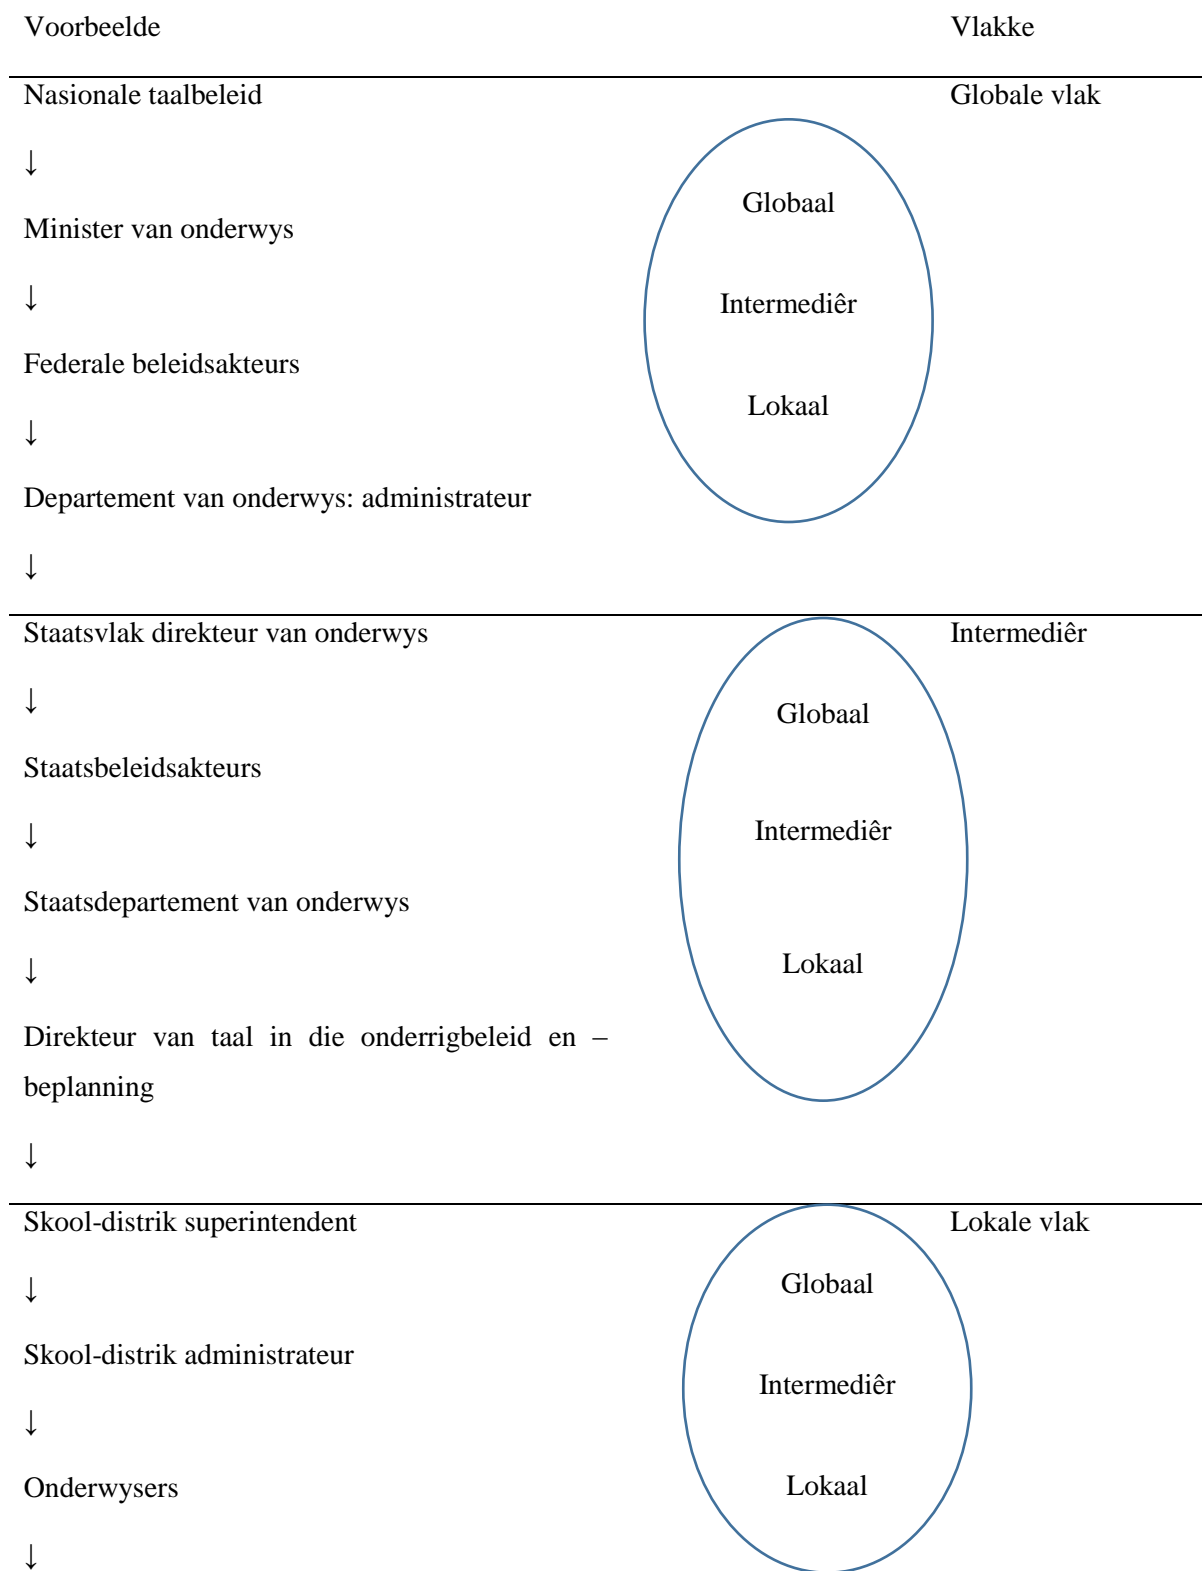 Voorbeelde Vlakke
Nasionale taalbeleid Globale vlak
↓
Globaal
Minister van onderwys
↓
Intermediêr
Federale beleidsakteurs
Lokaal
↓
Departement van onderwys: administrateur
↓
Staatsvlak direkteur van onderwys Intermediêr
↓
Globaal
Staatsbeleidsakteurs
↓
Intermediêr
Staatsdepartement van onderwys
↓
Lokaal
Direkteur van taal in die onderrigbeleid en –
beplanning
↓
Skool-distrik superintendent Lokale vlak
↓
Globaal
Skool-distrik administrateur
Intermediêr
↓
Onderwysers
Lokaal
↓